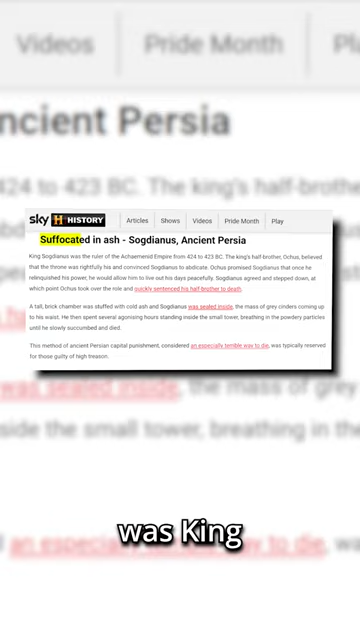 Videos
Pride Month
Pla
ncient Persia
424 to 423 BC. The king's half-brothe
sky HISTORY
Articles
Shows
Videos
Pride Month
Play
Suffocated in ash - Sogdianus, Ancient Persia
King Sogdianus was the ruler of the Achaemenid Empire from 424 to 423 BC. The king's half-brother, Ochus, believed
that the throne was rightfully his and convinced Sogdianus to abdicate. Ochus promised Sogdianus that once he
relinquished his power, he would allow him to live out his days peacefully. Sogdianus agreed and stepped down, at
which point Ochus took over the role and quickly sentenced his half-brother to death.
A tall, brick chamber was stuffed with cold ash and Sogdianus was sealed inside, the mass of grey cinders coming up
to his waist. He then spent several agonising hours standing inside the small tower, breathing in the powdery particles
until he slowly succumbed and died.
This method of ancient Persian capital punishment, considered an especially terrible way to die, was typically reserved
for those guilty of high treason.
was sealed inside, the mass of grey
side the small tower, breathing in the
was King
an especially terrible way to die, wa